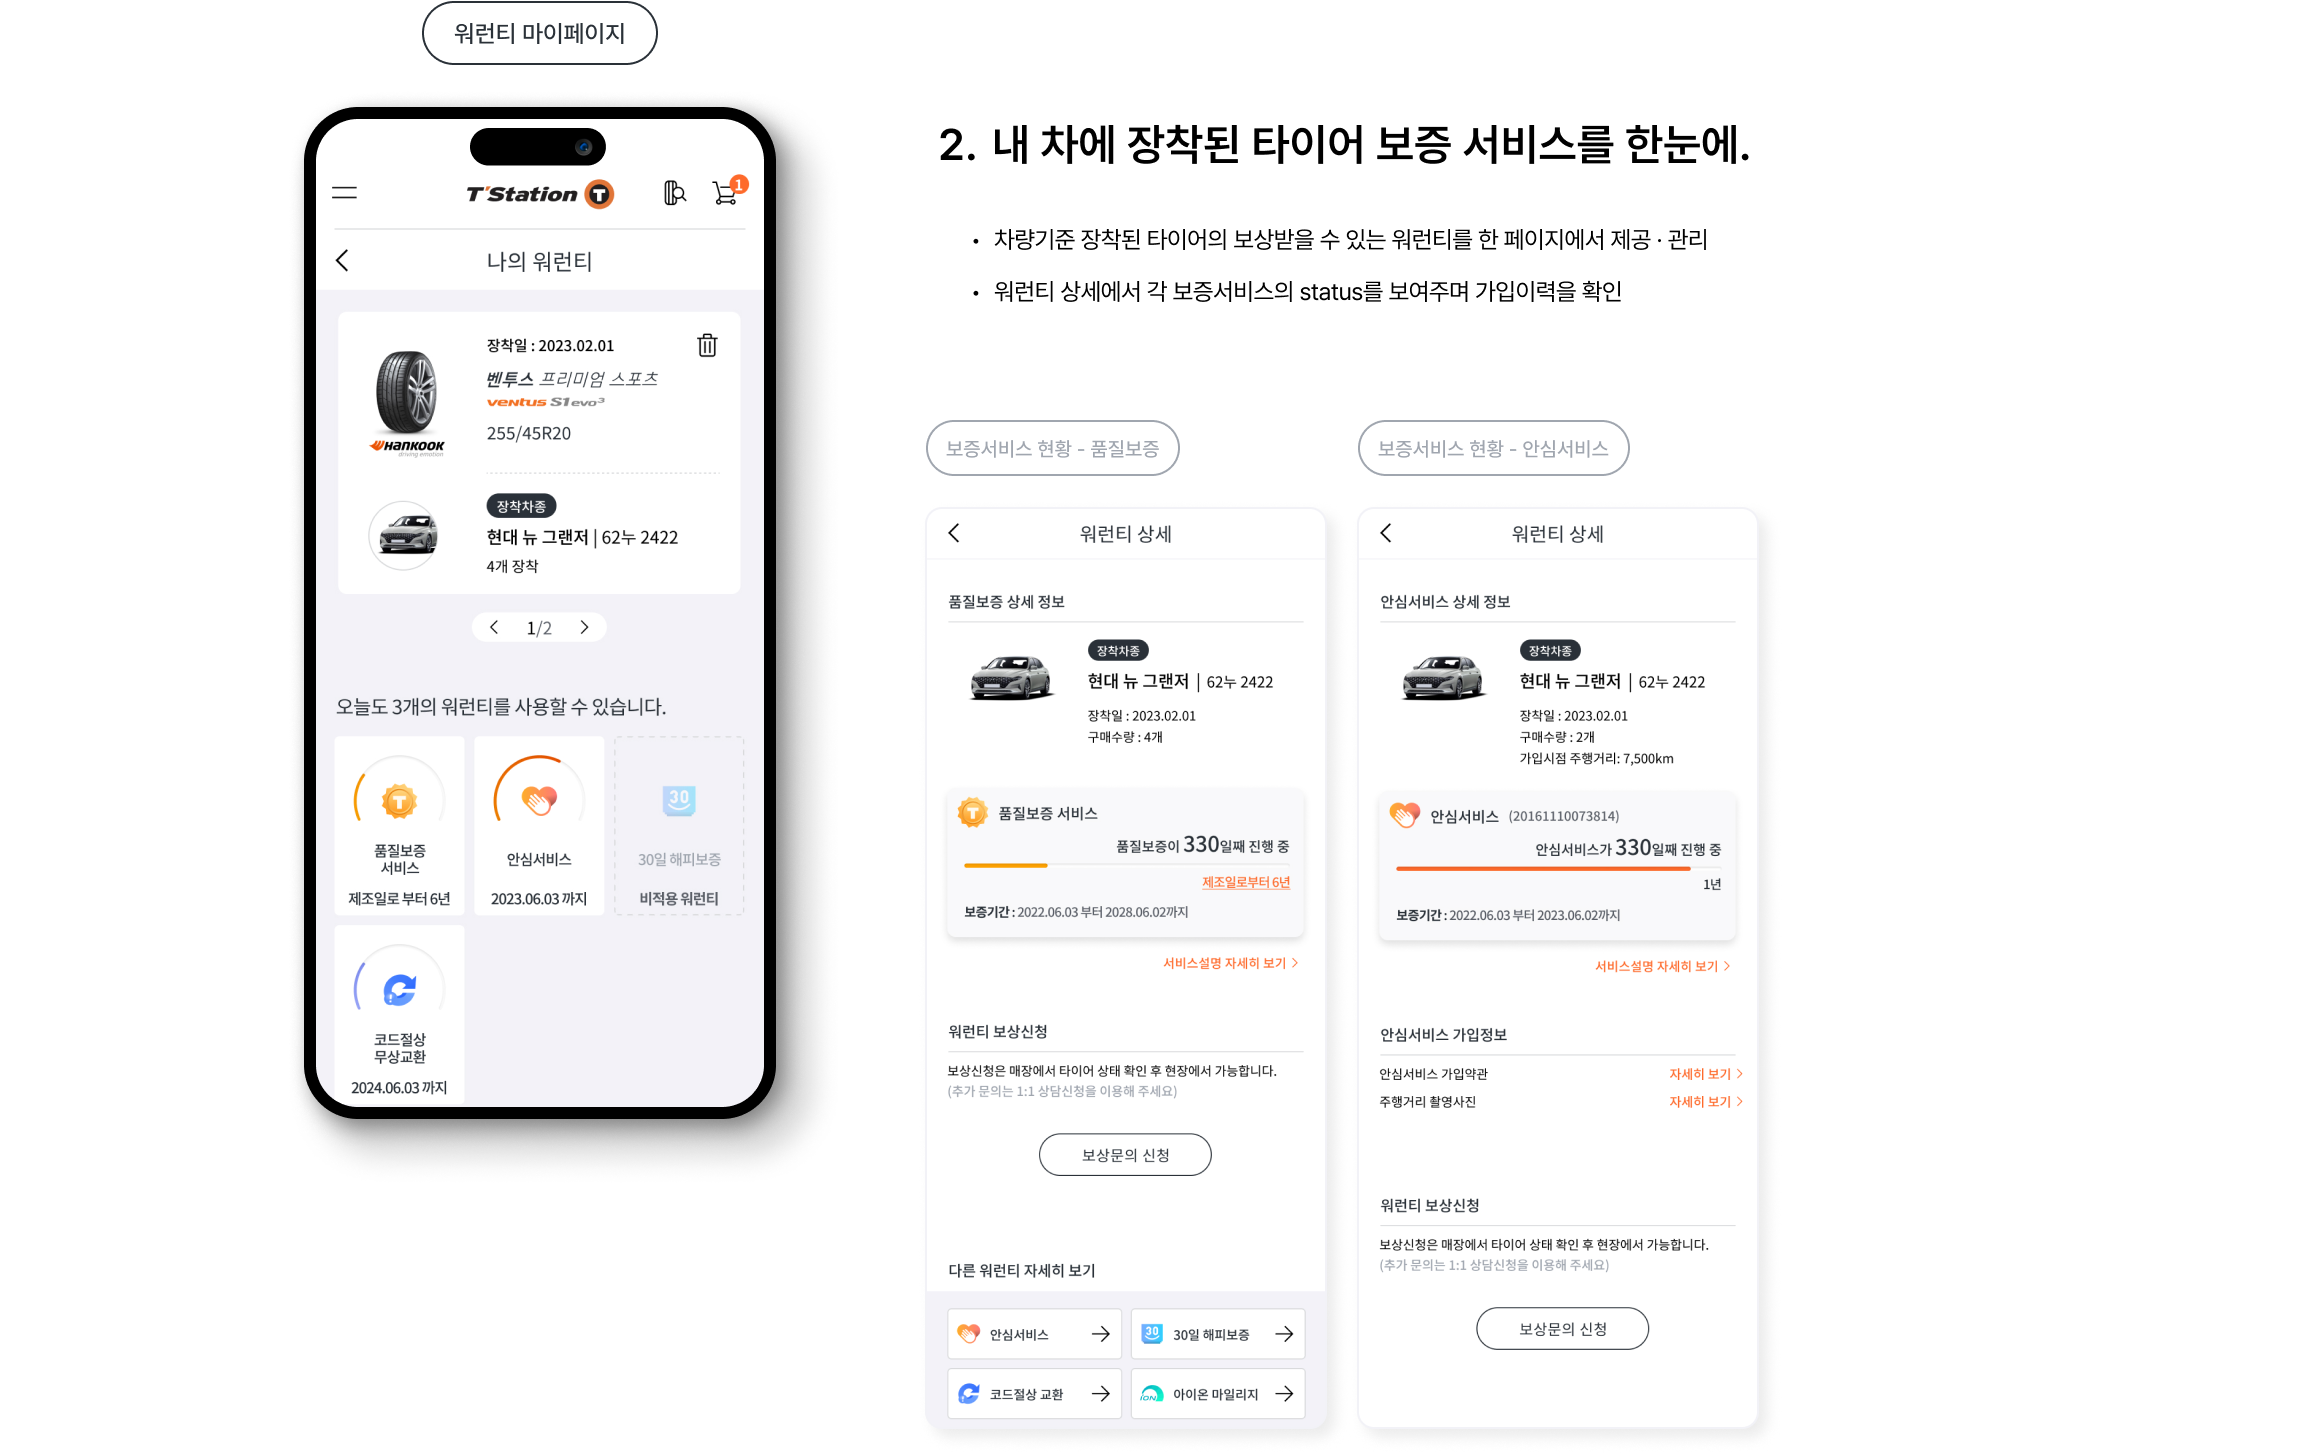 워런티 마이페이지
T'Station T
1
나의 워런티
장착일 : 2023.02.01
벤투스 프리미엄 스포츠
ventus S1 evo³
255/45R20
HANKOOK
driving emotion
장착차종
현대 뉴 그랜저 | 62누 2422
4개 장착
1/2
오늘도 3개의 워런티를 사용할 수 있습니다.
품질보증
서비스
제조일로 부터 6년
안심서비스
2023.06.03 까지
30
30일 해피보증
비적용 워런티
코드절상
무상교환
2024.06.03 까지
2. 내 차에 장착된 타이어 보증 서비스를 한눈에.
• 차량기준 장착된 타이어의 보상받을 수 있는 워런티를 한 페이지에서 제공 · 관리
• 워런티 상세에서 각 보증서비스의 status를 보여주며 가입이력을 확인
보증서비스 현황 - 품질보증
워런티 상세
품질보증 상세 정보
장착차종
현대 뉴 그랜저 | 62누 2422
장착일 : 2023.02.01
구매수량 : 4개
품질보증 서비스
품질보증이 330일째 진행 중
제조일로부터 6년
보증기간 : 2022.06.03 부터 2028.06.02까지
서비스설명 자세히 보기 >
워런티 보상신청
보상신청은 매장에서 타이어 상태 확인 후 현장에서 가능합니다.
(추가 문의는 1:1 상담신청을 이용해 주세요)
보상문의 신청
다른 워런티 자세히 보기
안심서비스
30
30일 해피보증
코드절상 교환
ION
아이온 마일리지
보증서비스 현황 - 안심서비스
워런티 상세
안심서비스 상세 정보
장착차종
현대 뉴 그랜저 | 62누 2422
장착일 : 2023.02.01
구매수량 : 2개
가입시점 주행거리: 7,500km
안심서비스 (20161110073814)
안심서비스가 330일째 진행 중
1년
보증기간 : 2022.06.03 부터 2023.06.02까지
서비스설명 자세히 보기 >
안심서비스 가입정보
안심서비스 가입약관 자세히 보기 >
주행거리 촬영사진 자세히 보기 >
워런티 보상신청
보상신청은 매장에서 타이어 상태 확인 후 현장에서 가능합니다.
(추가 문의는 1:1 상담신청을 이용해 주세요)
보상문의 신청